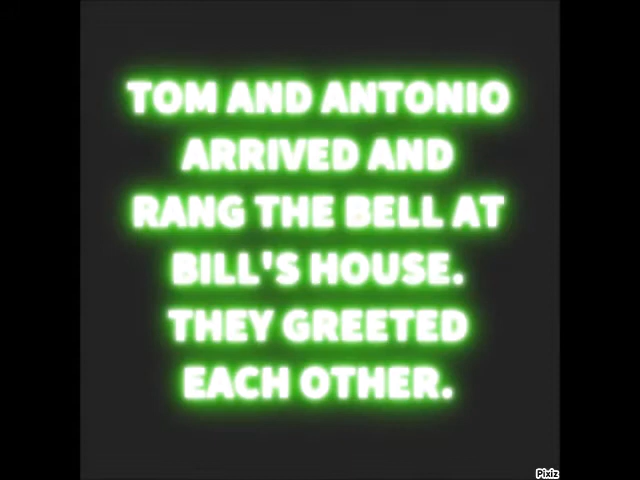 TOM AND ANTONIO
ARRIVED AND
RANG THE BELL AT
BILL'S HOUSE.
THEY GREETED
EACH OTHER.
Pixiz